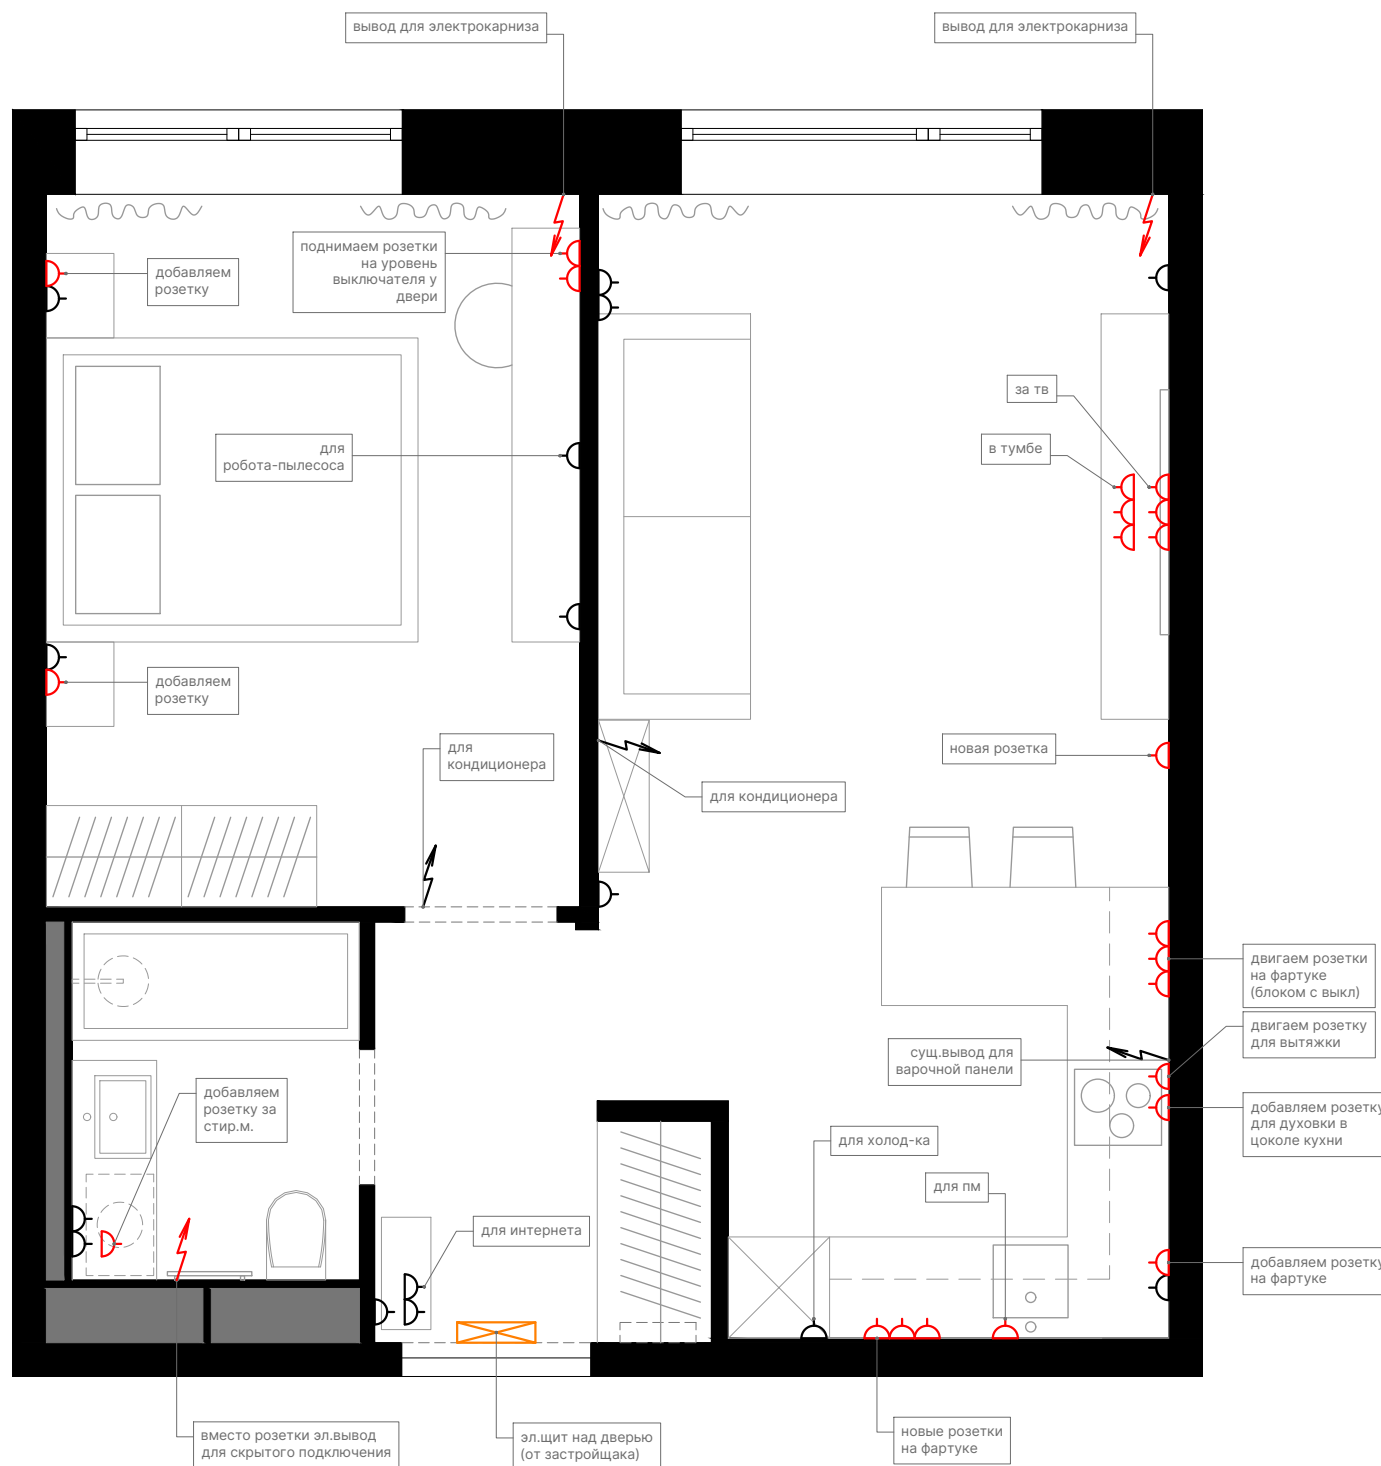 вывод для электрокарниза
вывод для электрокарниза
добавляем
розетку
поднимаем розетки
на уровень
выключателя у
двери
за тв
в тумбе
для
робота-пылесоса
добавляем
розетку
для
кондиционера
новая розетка
для кондиционера
двигаем розетки
на фартуке
(блоком с выкл)
двигаем розетку
для вытяжки
сущ.вывод для
варочной панели
добавляем
розетку за
стир.м.
добавляем розетку
для духовки в
цоколе кухни
для холод-ка
для пм
для интернета
добавляем розетку
на фартуке
вместо розетки эл.вывод
для скрытого подключения
эл.щит над дверью
(от застройщака)
новые розетки
на фартуке